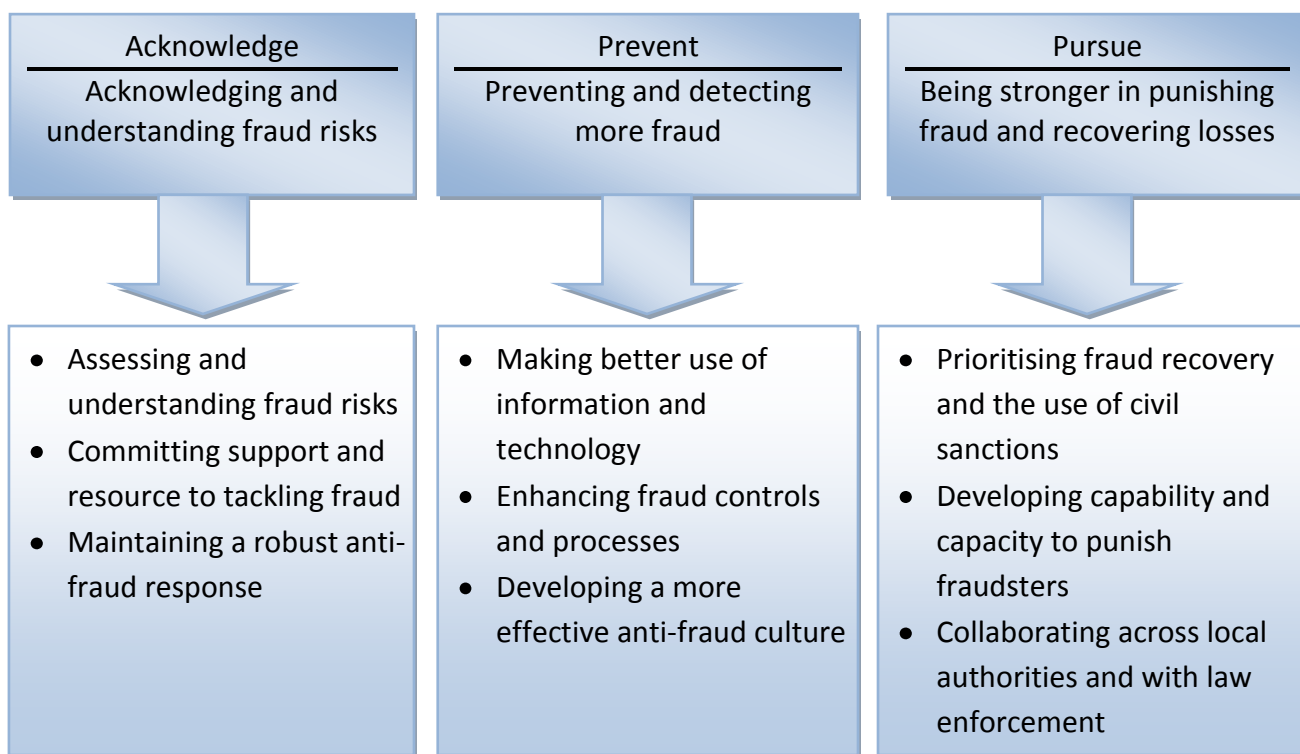 Acknowledge
Acknowledging and
understanding fraud risks
Prevent
Preventing and detecting
more fraud
Pursue
Being stronger in punishing
fraud and recovering losses
• Assessing and
understanding fraud risks
• Committing support and
resource to tackling fraud
• Maintaining a robust anti-
fraud response
• Making better use of
information and
technology
• Enhancing fraud controls
and processes
• Developing a more
effective anti-fraud culture
• Prioritising fraud recovery
and the use of civil
sanctions
• Developing capability and
capacity to punish
fraudsters
• Collaborating across local
authorities and with law
enforcement